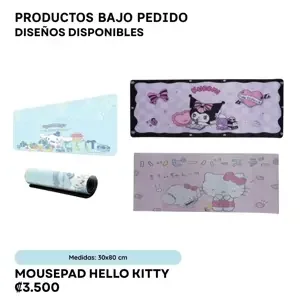 PRODUCTOS BAJO PEDIDO
DISEÑOS DISPONIBLES
Medidas: 30x80 cm
MOUSEPAD HELLO KITTY
₡3.500